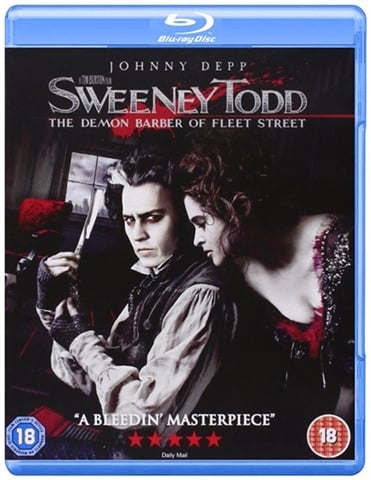 Blu-ray Disc
JOHNNY DEPP
A TIM BURTON FILM
SWEENEY TODD
THE DEMON BARBER OF FLEET STREET
18
"A BLEEDIN' MASTERPIECE"
★★★★★
Daily Mail
18